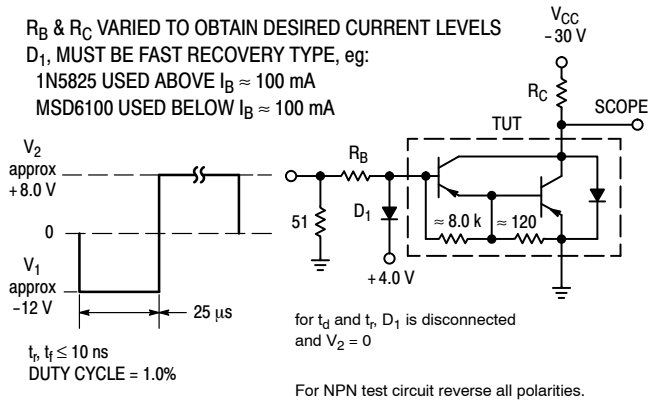 R_B & R_C VARIED TO OBTAIN DESIRED CURRENT LEVELS
D_1, MUST BE FAST RECOVERY TYPE, eg:
1N5825 USED ABOVE I_B ≈ 100 mA
MSD6100 USED BELOW I_B ≈ 100 mA
V_CC
-30 V
R_C
SCOPE
TUT
R_B
V_2
approx
+8.0 V
51
D_1
≈ 8.0 k
≈ 120
0
+4.0 V
V_1
approx
-12 V
25 μs
for t_d and t_r, D_1 is disconnected
and V_2 = 0
t_r, t_f ≤ 10 ns
DUTY CYCLE = 1.0%
For NPN test circuit reverse all polarities.